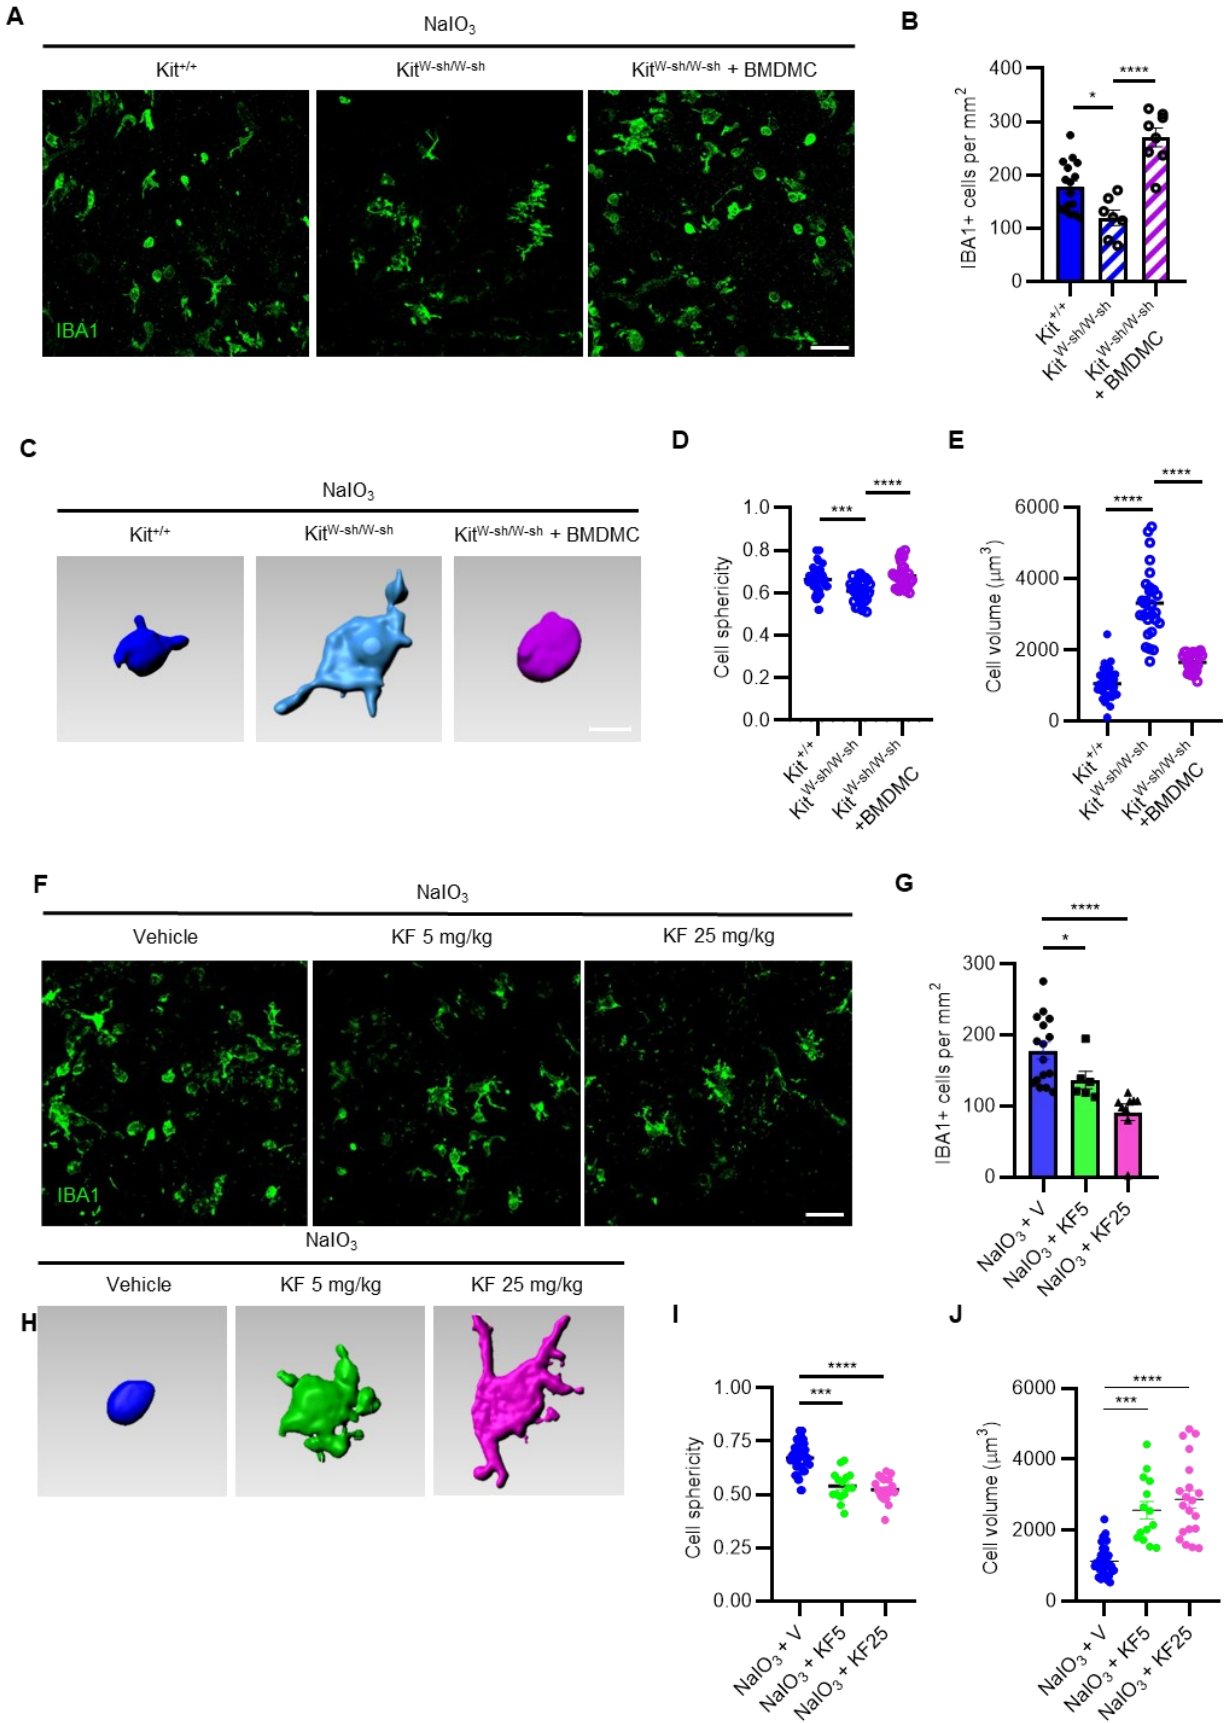 A
NaIO₃
Kit+/+
KitW-sh/W-sh
KitW-sh/W-sh + BMDMC
IBA1
B
****
*
400
300
200
100
0
IBA1+ cells per mm²
Kit+/+
KitW-sh/W-sh
KitW-sh/W-sh
+ BMDMC
C
NaIO₃
Kit+/+
KitW-sh/W-sh
KitW-sh/W-sh + BMDMC
D
****
***
1.0
0.8
0.6
0.4
0.2
0.0
Cell sphericity
Kit+/+
KitW-sh/W-sh
KitW-sh/W-sh
+BMDMC
E
****
****
6000
4000
2000
0
Cell volume (μm³)
Kit+/+
KitW-sh/W-sh
KitW-sh/W-sh
+BMDMC
F
NaIO₃
Vehicle
KF 5 mg/kg
KF 25 mg/kg
IBA1
G
****
*
300
200
100
0
IBA1+ cells per mm²
NaIO₃ + V
NaIO₃ + KF5
NaIO₃ + KF25
H
NaIO₃
Vehicle
KF 5 mg/kg
KF 25 mg/kg
I
****
***
1.00
0.75
0.50
0.25
0.00
Cell sphericity
NaIO₃ + V
NaIO₃ + KF5
NaIO₃ + KF25
J
****
***
6000
4000
2000
0
Cell volume (μm³)
NaIO₃ + V
NaIO₃ + KF5
NaIO₃ + KF25